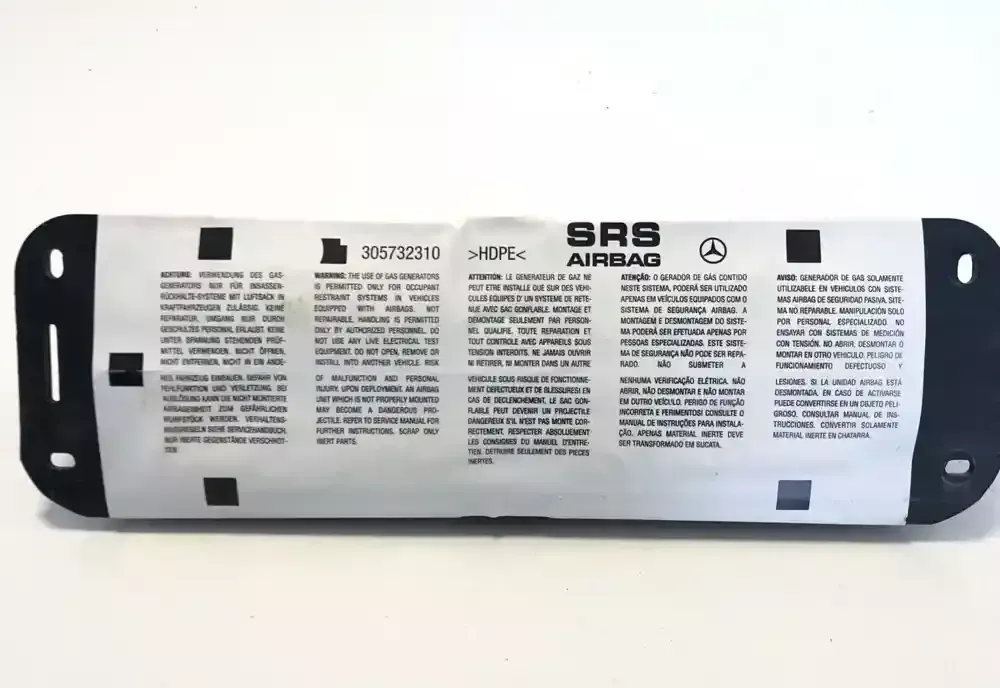 305732310
>HDPE<
SRS
AIRBAG
ACHTUNG: VERWENDUNG DES GAS-
GENERATORS NUR FÜR INSASSEN-
RÜCKHALTE-SYSTEME MIT LUFTSACK IN
KRAFTFAHRZEUGEN ZULÄSSIG. KEINE
REPARATUR, UMGANG NUR DURCH
GESCHULTES PERSONAL ERLAUBT. KEINE
UNTER SPANNUNG STEHENDEN PRÜF-
MITTEL VERWENDEN. NICHT ÖFFNEN,
NICHT ENTFERNEN, NICHT IN EIN ANDE-
RES FAHRZEUG EINBAUEN. GEFAHR VON
FEHLFUNKTION UND VERLETZUNG. BEI
AUSLÖSUNG KANN DIE NICHT MONTIERTE
AIRBAGEINHEIT ZUM GEFÄHRLICHEN
WURFSTÜCK WERDEN. VERHALTENS-
MASSREGELN SIEHE SERVICEHANDBUCH.
NUR INERTE GEGENSTÄNDE VERSCHROT-
TEN.
WARNING: THE USE OF GAS GENERATORS
IS PERMITTED ONLY FOR OCCUPANT
RESTRAINT SYSTEMS IN VEHICLES
EQUIPPED WITH AIRBAGS. NOT
REPAIRABLE. HANDLING IS PERMITTED
ONLY BY AUTHORIZED PERSONNEL. DO
NOT USE ANY LIVE ELECTRICAL TEST
EQUIPMENT. DO NOT OPEN, REMOVE OR
INSTALL INTO ANOTHER VEHICLE. RISK
OF MALFUNCTION AND PERSONAL
INJURY. UPON DEPLOYMENT, AN AIRBAG
UNIT WHICH IS NOT PROPERLY MOUNTED
MAY BECOME A DANGEROUS PRO-
JECTILE. REFER TO SERVICE MANUAL FOR
FURTHER INSTRUCTIONS. SCRAP ONLY
INERT PARTS.
ATTENTION: LE GENERATEUR DE GAZ NE
PEUT ETRE INSTALLE QUE SUR DES VEHI-
CULES EQUIPES D'UN SYSTEME DE RETE-
NUE AVEC SAC GONFLABLE. MONTAGE ET
DEMONTAGE SEULEMENT PAR PERSON-
NEL QUALIFIE. TOUTE REPARATION ET
TOUT CONTROLE AVEC APPAREILS SOUS
TENSION INTERDITS. NE JAMAIS OUVRIR
NI RETIRER, NI MONTER DANS UN AUTRE
VEHICULE SOUS RISQUE DE FONCTIONNE-
MENT DEFECTUEUX ET DE BLESSURES! EN
CAS DE DECLENCHEMENT, LE SAC GON-
FLABLE PEUT DEVENIR UN PROJECTILE
DANGEREUX S'IL N'EST PAS MONTE COR-
RECTEMENT. RESPECTER ABSOLUEMENT
LES CONSIGNES DU MANUEL D'ENTRE-
TIEN. DETRUIRE SEULEMENT DES PIECES
INERTES.
ATENÇÃO: O GERADOR DE GÁS CONTIDO
NESTE SISTEMA, PODERÁ SER UTILIZADO
APENAS EM VEÍCULOS EQUIPADOS COM O
SISTEMA DE SEGURANÇA AIRBAG. A
MONTAGEM E DESMONTAGEM DO SISTE-
MA PODERÁ SER EFETUADA APENAS POR
PESSOAS ESPECIALIZADAS. ESTE SISTE-
MA DE SEGURANÇA NÃO PODE SER REPA-
RADO. NÃO SUBMETER A
NENHUMA VERIFICAÇÃO ELÉTRICA. NÃO
ABRIR, NÃO DESMONTAR E NÃO MONTAR
EM OUTRO VEÍCULO. PERIGO DE FUNÇÃO
INCORRETA E FERIMENTOS! CONSULTE O
MANUAL DE INSTRUÇÕES PARA INSTALA-
ÇÃO. APENAS MATERIAL INERTE DEVE
SER TRANSFORMADO EM SUCATA.
AVISO: GENERADOR DE GAS SOLAMENTE
UTILIZABELE EN VEHICULOS CON SISTE-
MAS AIRBAG DE SEGURIDAD PASIVA. SITE-
MA NO REPARABLE. MANIPULACIÓN SOLO
POR PERSONAL ESPECIALIZADO. NO
ENSAYAR CON SISTEMAS DE MEDICIÓN
CON TENSIÓN. NO ABRIR, DESMONTAR O
MONTAR EN OTRO VEHICULO. PELIGRO DE
FUNCIONAMIENTO DEFECTUOSO Y
LESIONES. SI LA UNIDAD AIRBAG ESTÁ
DESMONTADA, EN CASO DE ACTIVARSE
PUEDE CONVERTIRSE EN UN OBJETO PELI-
GROSO. CONSULTAR MANUAL DE INS-
TRUCCIONES. CONVERTIR SOLAMENTE
MATERIAL INERTE EN CHATARRA.